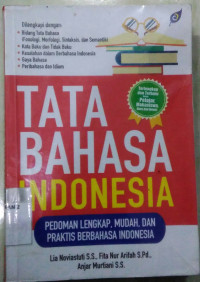 Dilengkapi dengan:
• Bidang Tata Bahasa
(Fonologi, Morfologi, Sintaksis, dan Semantik)
• Kata Baku dan Tidak Baku
• Kesalahan dalam Berbahasa Indonesia
• Gaya Bahasa
• Peribahasa dan Idiom
TATA
BAHASA
INDONESIA
PEDOMAN LENGKAP, MUDAH, DAN
PRAKTIS BERBAHASA INDONESIA
Lia Noviastuti S.S., Fita Nur Arifah S.Pd.,
Anjar Murtiani S.S.